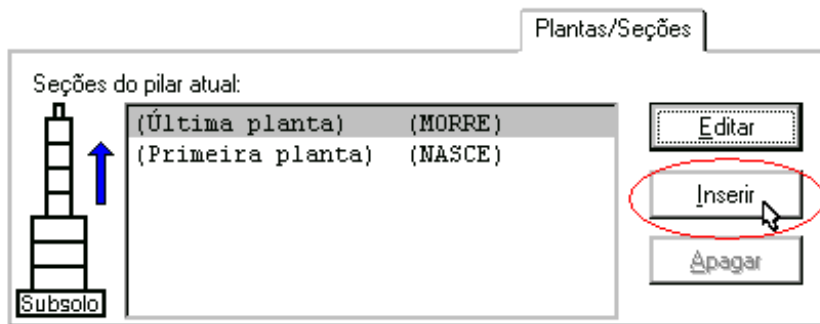 Plantas/Seções
Seções do pilar atual:
(Última planta) (MORRE)
(Primeira planta) (NASCE)
Editar
Inserir
Apagar
Subsolo